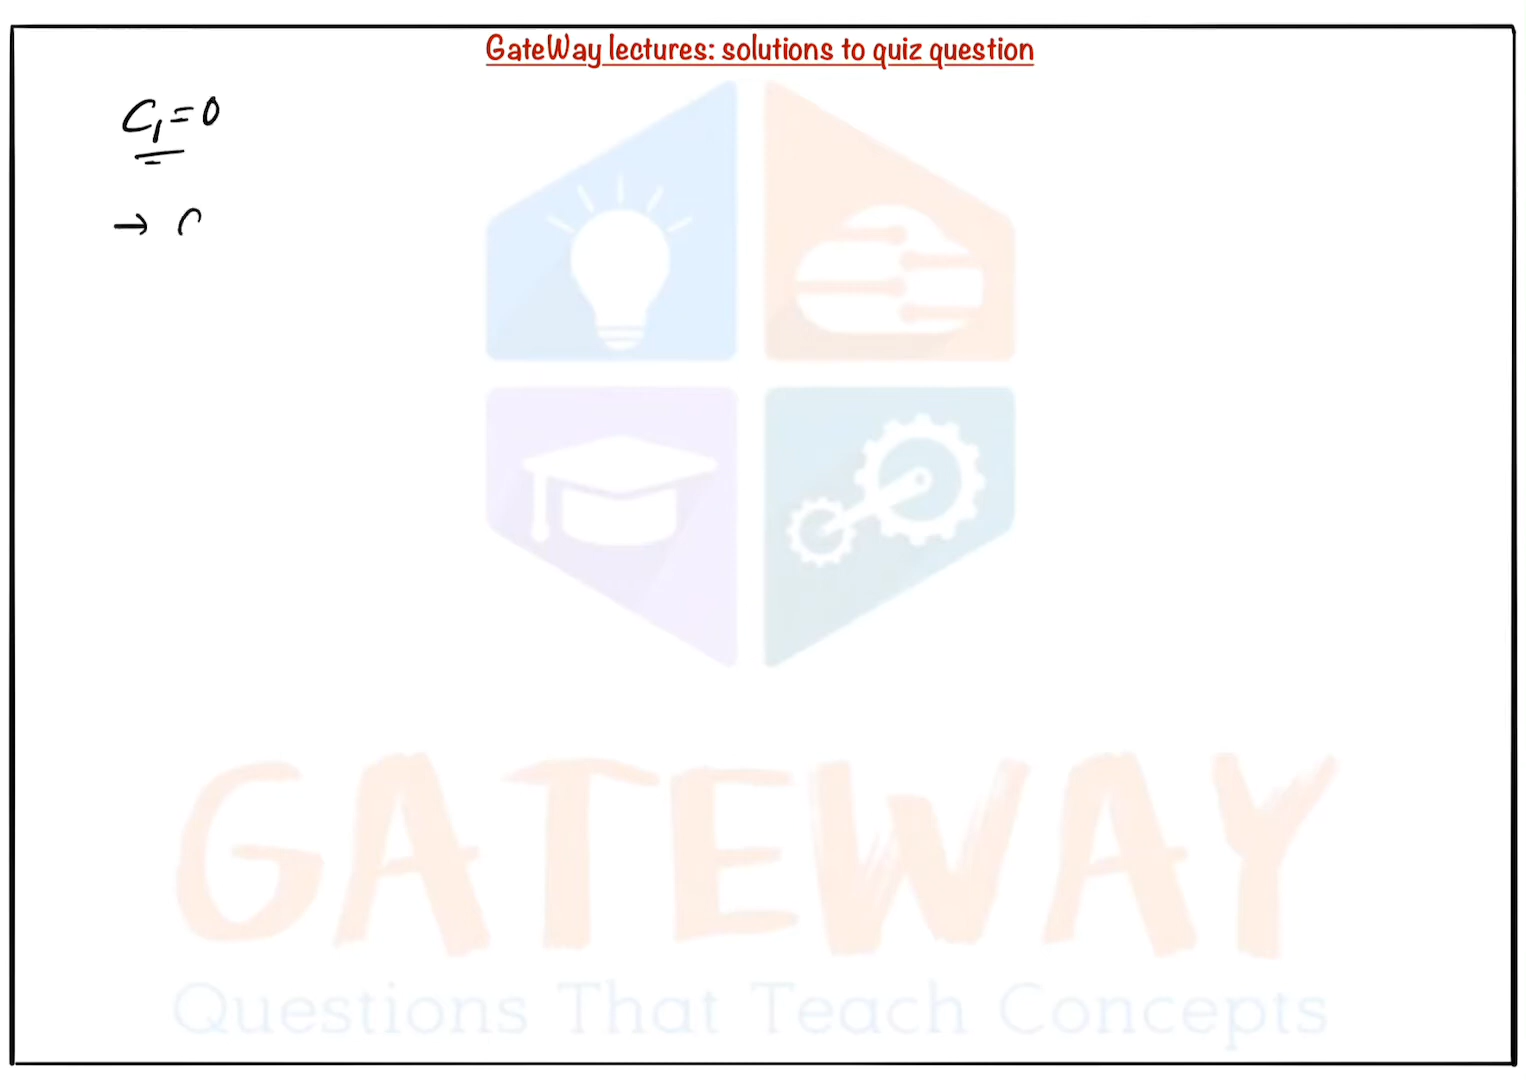 GateWay lectures: solutions to quiz question
C₁ = 0
→
GATEWAY
Questions That Teach Concepts